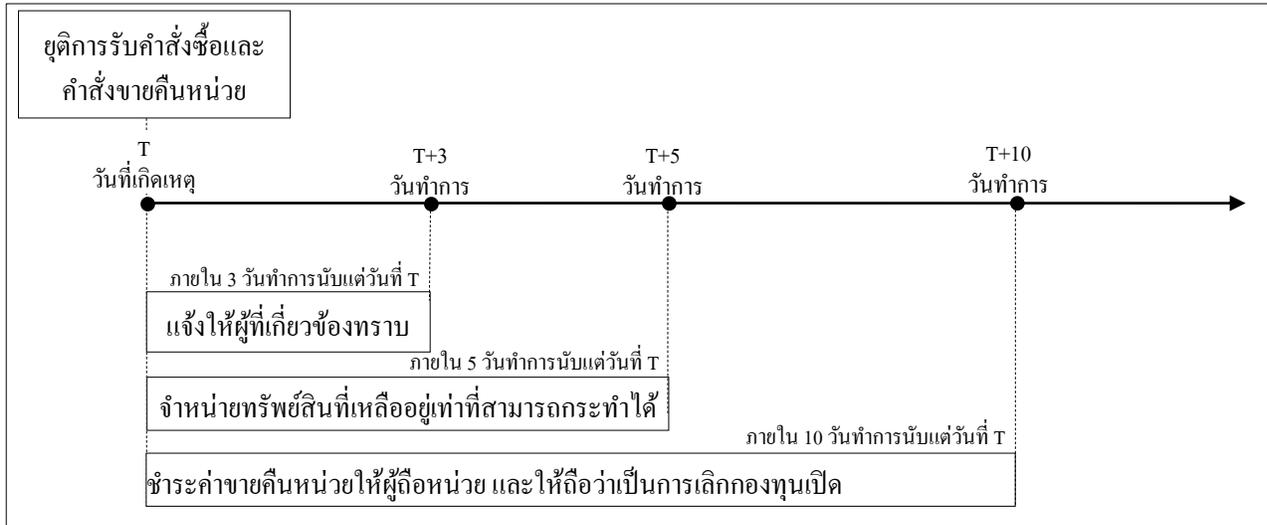 ยุติการรับคำสั่งซื้อและ
คำสั่งขายคืนหน่วย
T
วันที่เกิดเหตุ
T+3
วันทำการ
T+5
วันทำการ
T+10
วันทำการ
ภายใน 3 วันทำการนับแต่วันที่ T
แจ้งให้ผู้ที่เกี่ยวข้องทราบ
ภายใน 5 วันทำการนับแต่วันที่ T
จำหน่ายทรัพย์สินที่เหลืออยู่เท่าที่สามารถกระทำได้
ภายใน 10 วันทำการนับแต่วันที่ T
ชำระค่าขายคืนหน่วยให้ผู้ถือหน่วย และให้ถือว่าเป็นการเลิกกองทุนเปิด